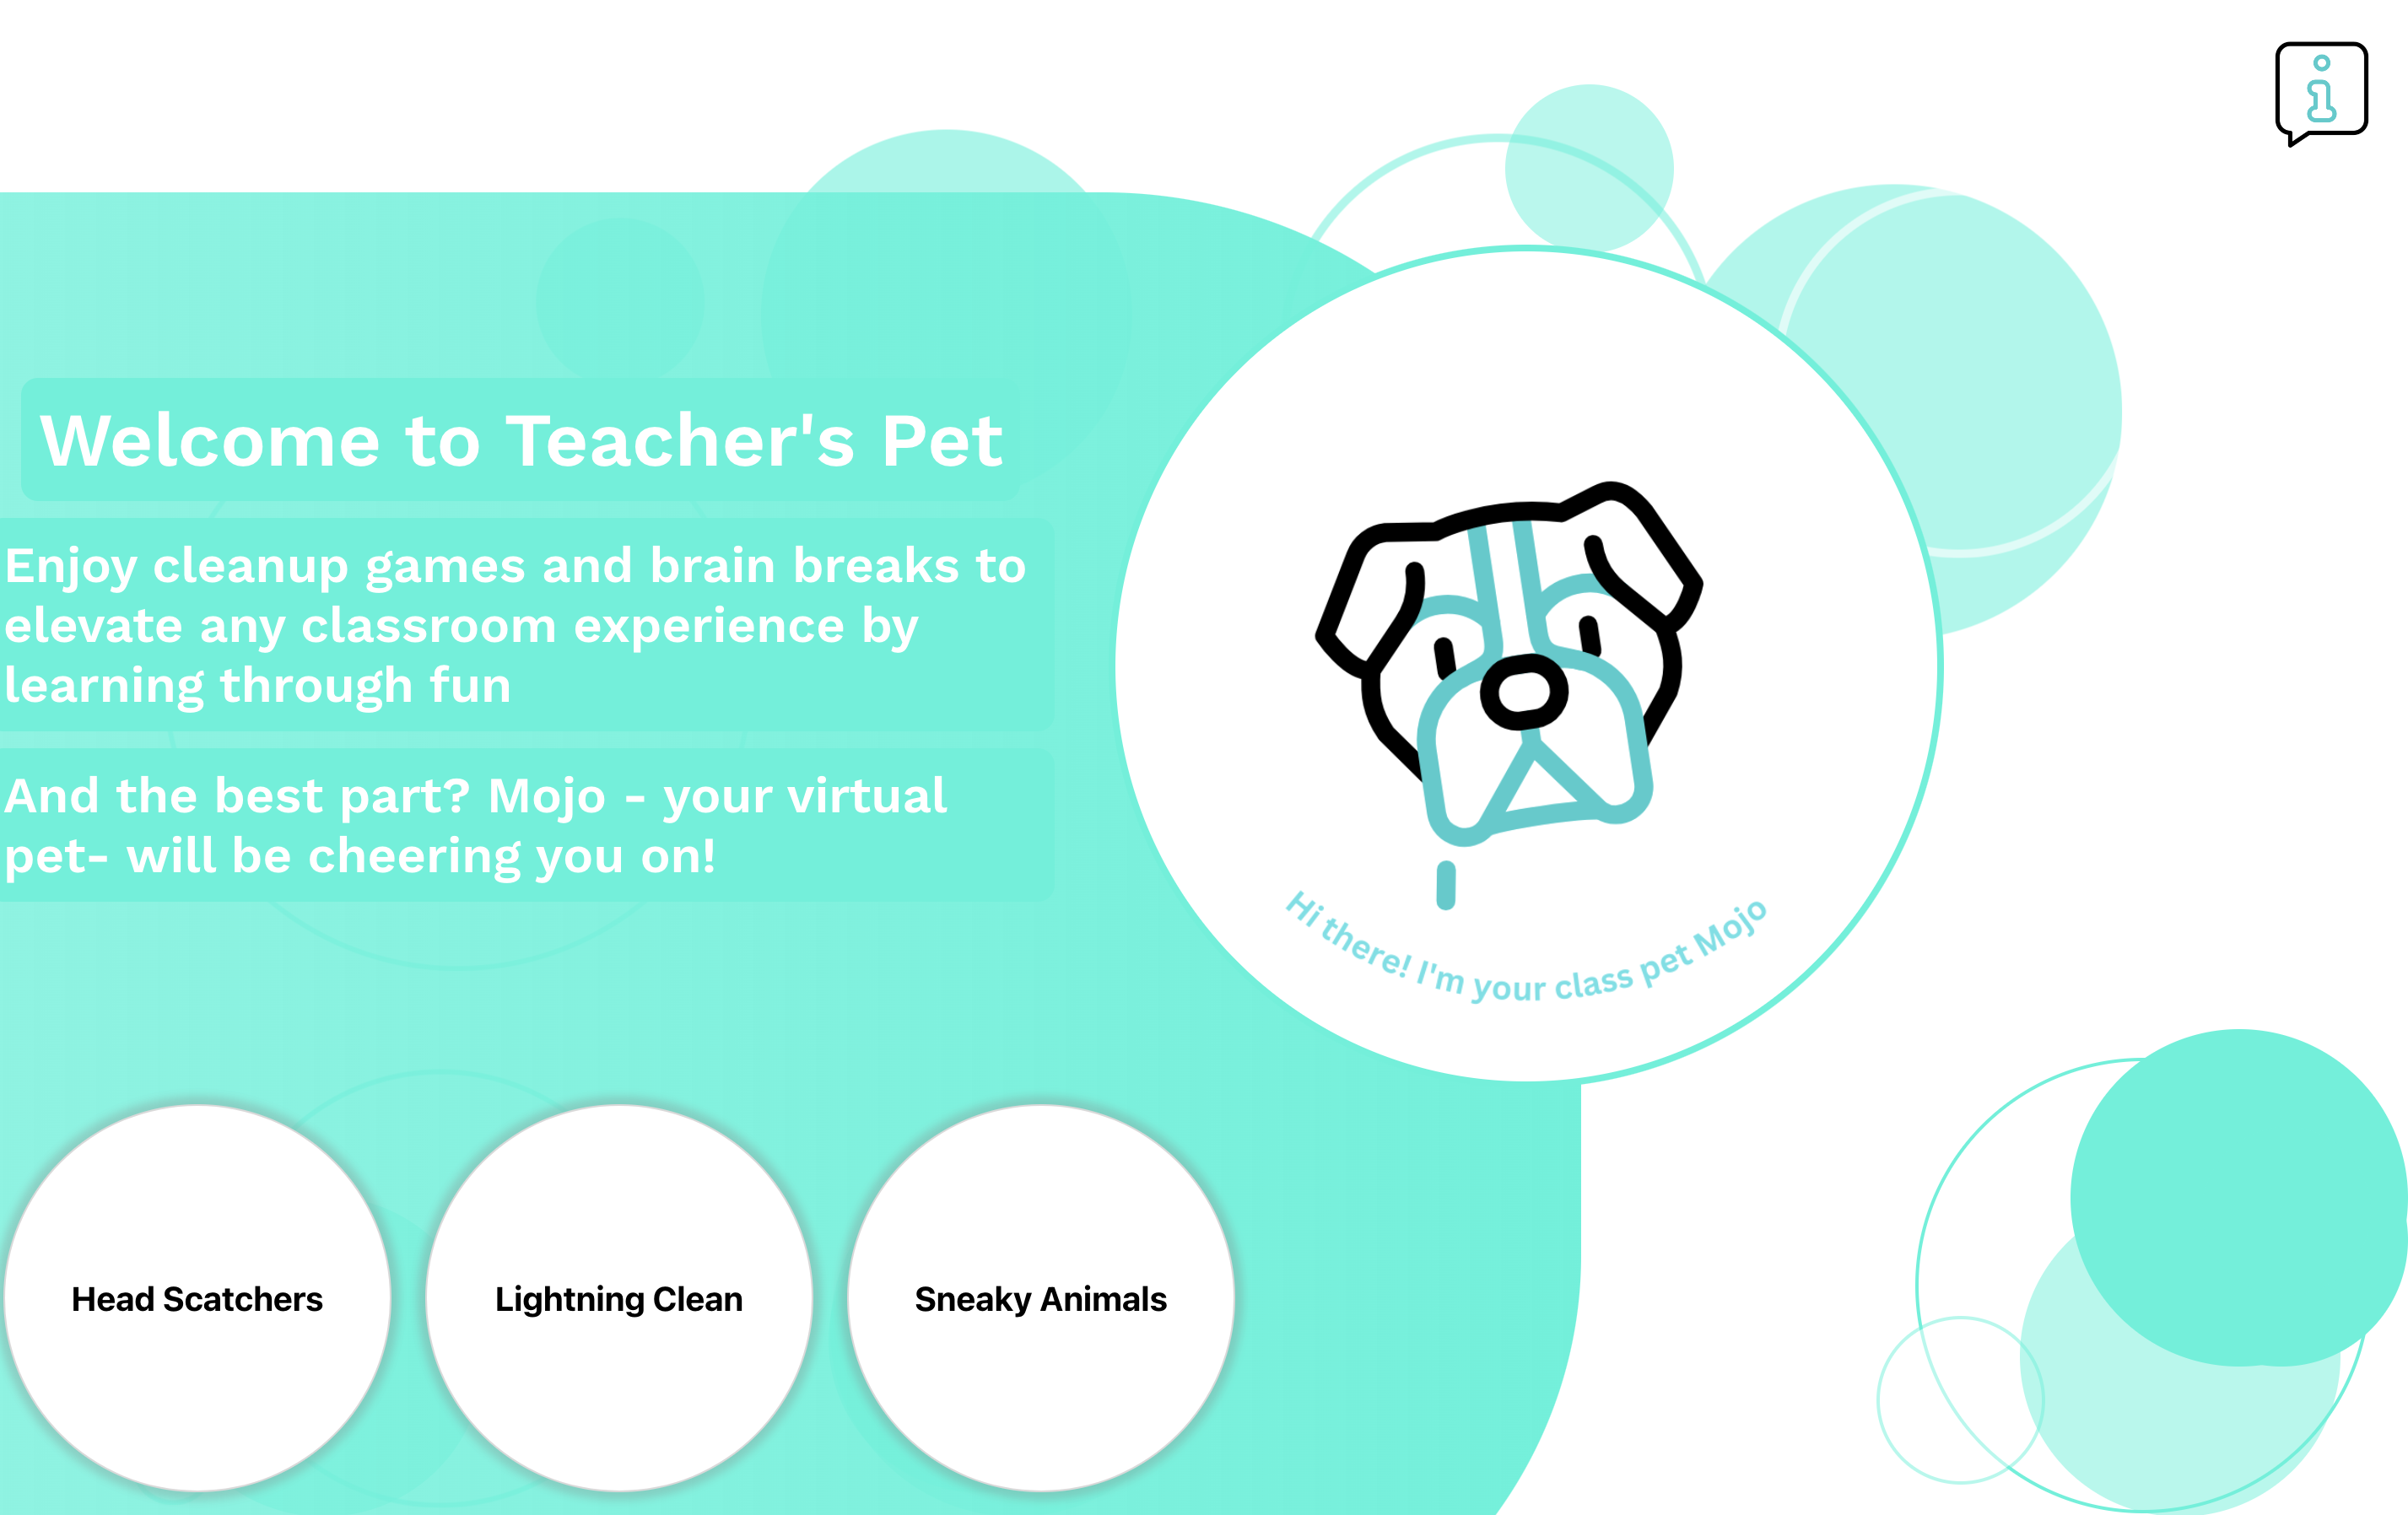 Welcome to Teacher's Pet
Enjoy cleanup games and brain breaks to
elevate any classroom experience by
learning through fun
And the best part? Mojo - your virtual
pet- will be cheering you on!
Hi there! I'm your class pet Mojo
Head Scatchers
Lightning Clean
Sneaky Animals